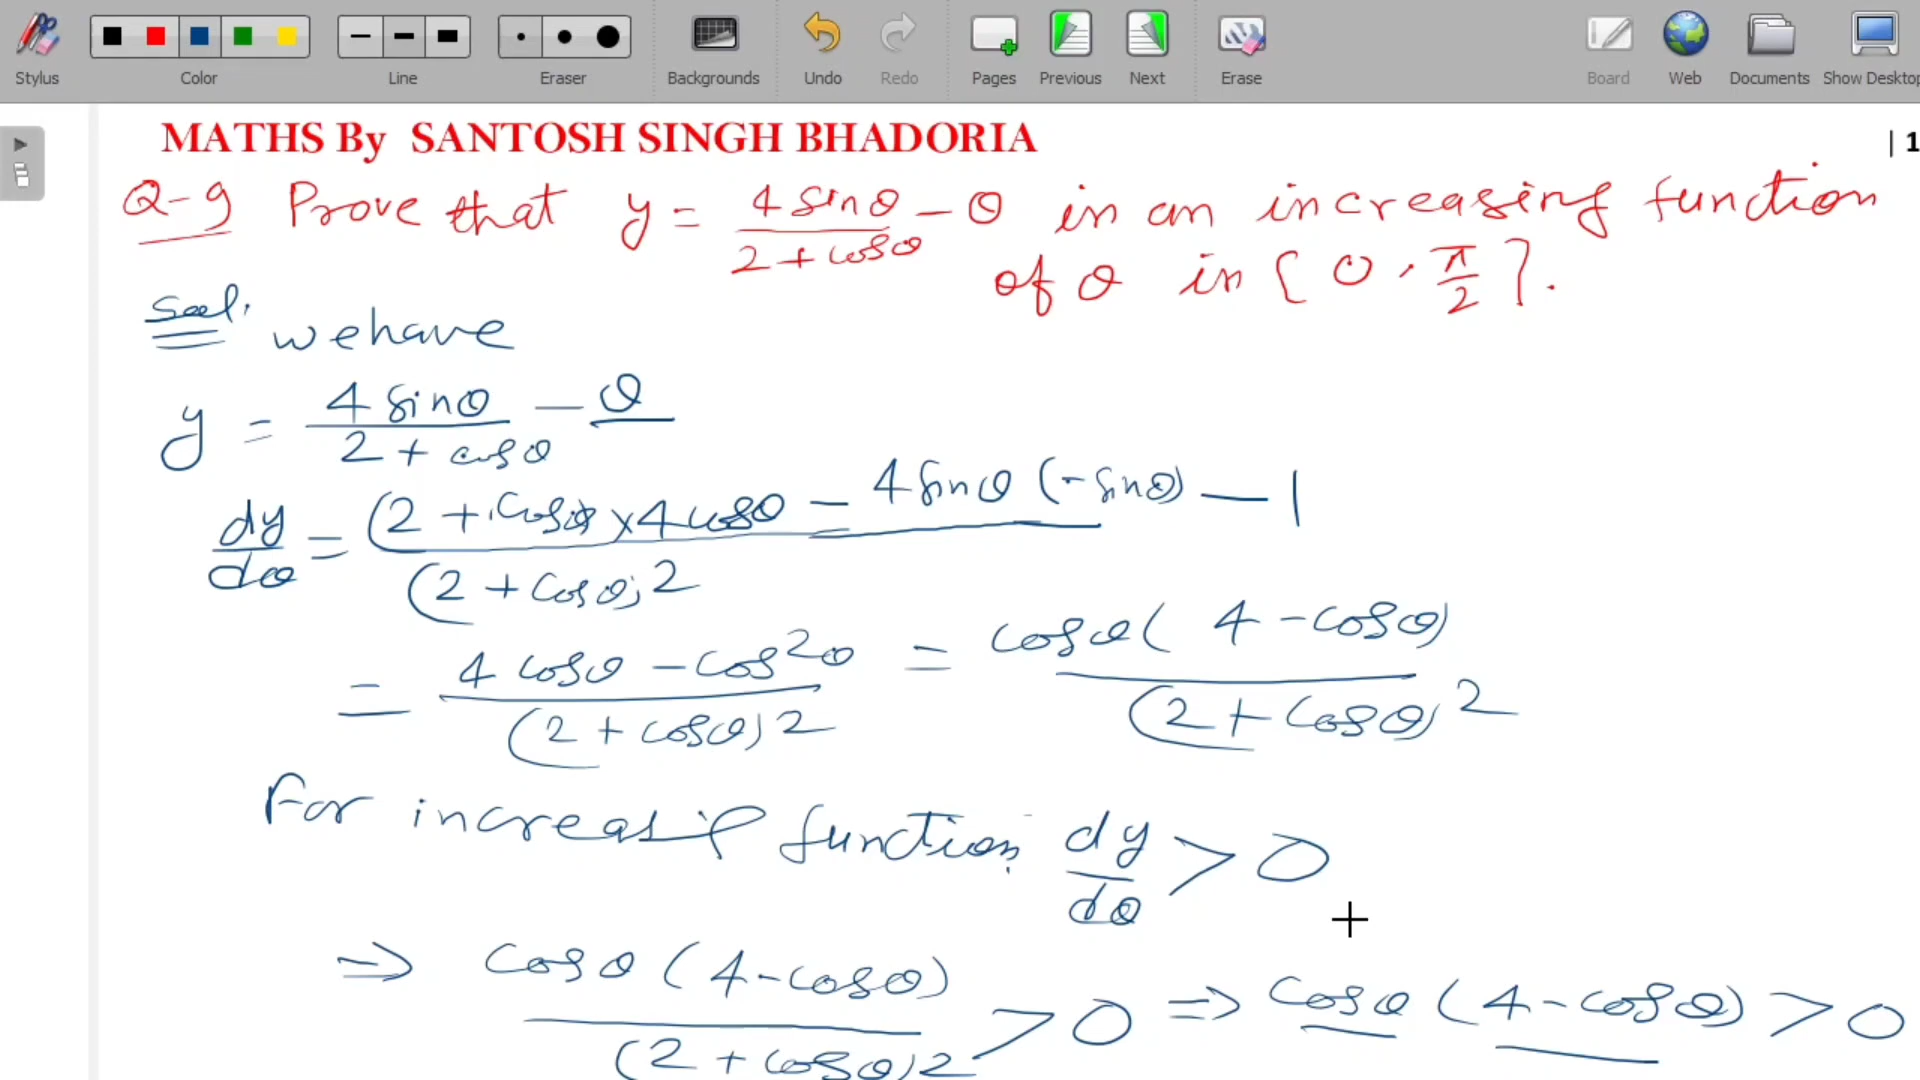 Stylus Color Line Eraser Backgrounds Undo Redo Pages Previous Next Erase Board Web Documents Show Desktop
MATHS By SANTOSH SINGH BHADORIA | 1
Q-9 Prove that y = 4 sinθ / 2 + cosθ - θ in an increasing function
of θ in [ 0 , π/2 ].
Sol. we have
y = 4 sinθ / 2 + cosθ - θ
dy/dθ = (2 + cosθ) × 4 cosθ - 4 sinθ (-sinθ) / (2 + cosθ)2 - 1
= 4 cosθ - cos2θ / (2 + cosθ)2 = cosθ ( 4 - cosθ) / (2 + cosθ)2
For increasing function dy/dθ > 0
⇒ cosθ (4 - cosθ) / (2 + cosθ)2 > 0 ⇒ cosθ (4 - cosθ) > 0